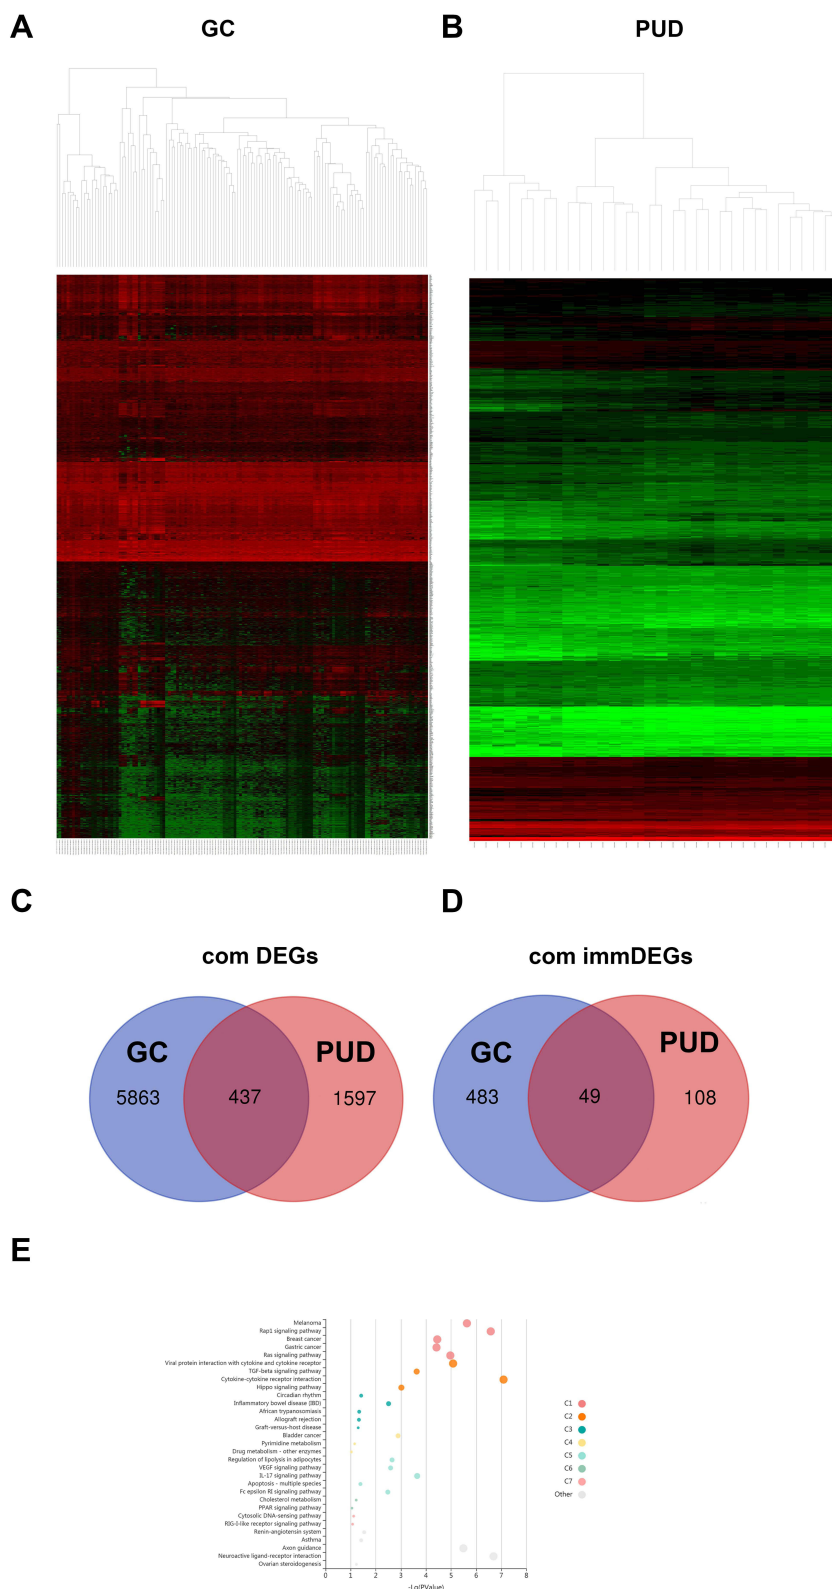 A
GC
B
PUD
C
com DEGs
D
com immDEGs
GC
PUD
5863
437
1597
GC
PUD
483
49
108
E
Melanoma
Rap1 signaling pathway
Breast cancer
Gastric cancer
Ras signaling pathway
Viral protein interaction with cytokine and cytokine receptor
TGF-beta signaling pathway
Cytokine-cytokine receptor interaction
Hippo signaling pathway
Circadian rhythm
Inflammatory bowel disease (IBD)
African trypanosomiasis
Allograft rejection
Graft-versus-host disease
Bladder cancer
Pyrimidine metabolism
Drug metabolism - other enzymes
Regulation of lipolysis in adipocytes
VEGF signaling pathway
IL-17 signaling pathway
Apoptosis - multiple species
Fc epsilon RI signaling pathway
Cholesterol metabolism
PPAR signaling pathway
Cytosolic DNA-sensing pathway
RIG-I-like receptor signaling pathway
Renin-angiotensin system
Asthma
Axon guidance
Neuroactive ligand-receptor interaction
Ovarian steroidogenesis
0 1 2 3 4 5 6 7 8
-Lg(PValue)
C1
C2
C3
C4
C5
C6
C7
Other